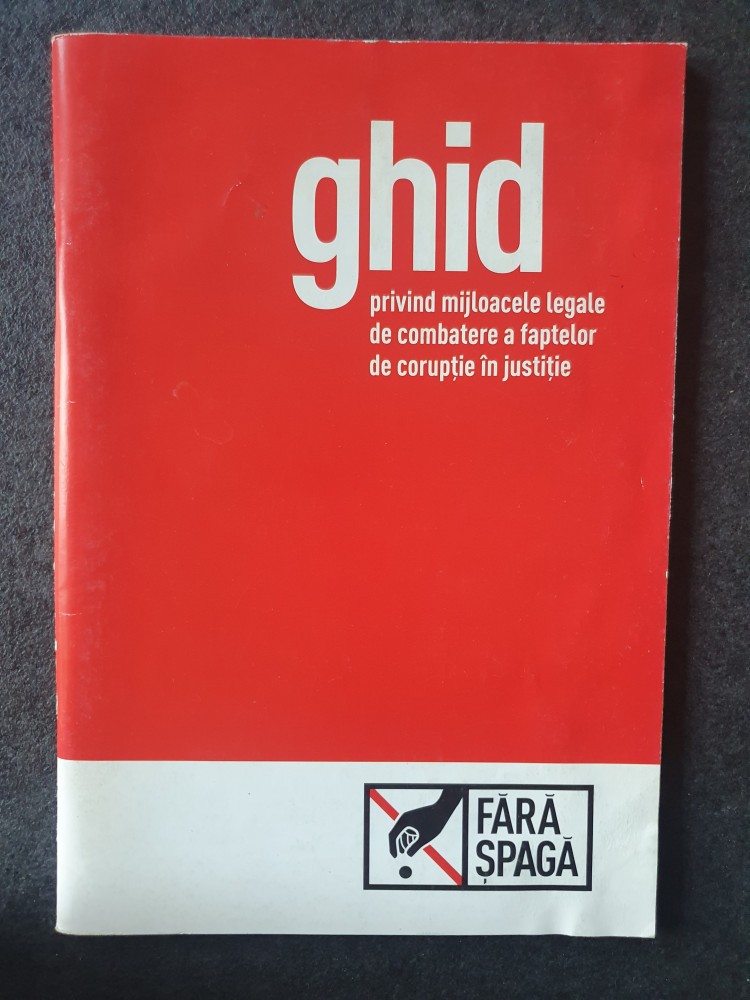 ghid
privind mijloacele legale
de combatere a faptelor
de corupție în justiție
FĂRĂ
ȘPAGĂ